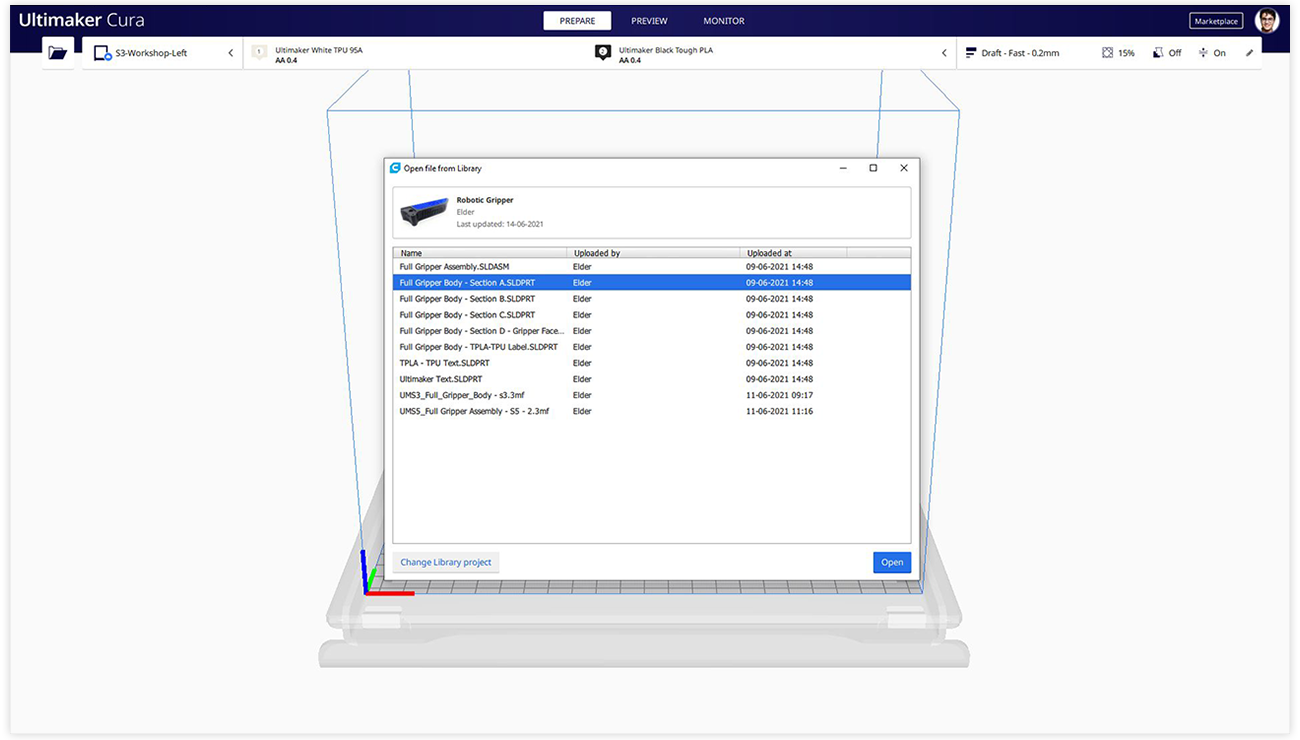 Ultimaker Cura
PREPARE PREVIEW MONITOR
Marketplace
S3-Workshop-Left
1 Ultimaker White TPU 95A
AA 0.4
2 Ultimaker Black Tough PLA
AA 0.4
Draft - Fast - 0.2mm 15% Off On
Open file from Library
Robotic Gripper
Elder
Last updated: 14-06-2021
Name Uploaded by Uploaded at
Full Gripper Assembly.SLDASM Elder 09-06-2021 14:48
Full Gripper Body - Section A.SLDPRT Elder 09-06-2021 14:48
Full Gripper Body - Section B.SLDPRT Elder 09-06-2021 14:48
Full Gripper Body - Section C.SLDPRT Elder 09-06-2021 14:48
Full Gripper Body - Section D - Gripper Face... Elder 09-06-2021 14:48
Full Gripper Body - TPLA-TPU Label.SLDPRT Elder 09-06-2021 14:48
TPLA - TPU Text.SLDPRT Elder 09-06-2021 14:48
Ultimaker Text.SLDPRT Elder 09-06-2021 14:48
UMS3_Full_Gripper_Body - s3.3mf Elder 11-06-2021 09:17
UMS5_Full Gripper Assembly - S5 - 2.3mf Elder 11-06-2021 11:16
Change Library project
Open